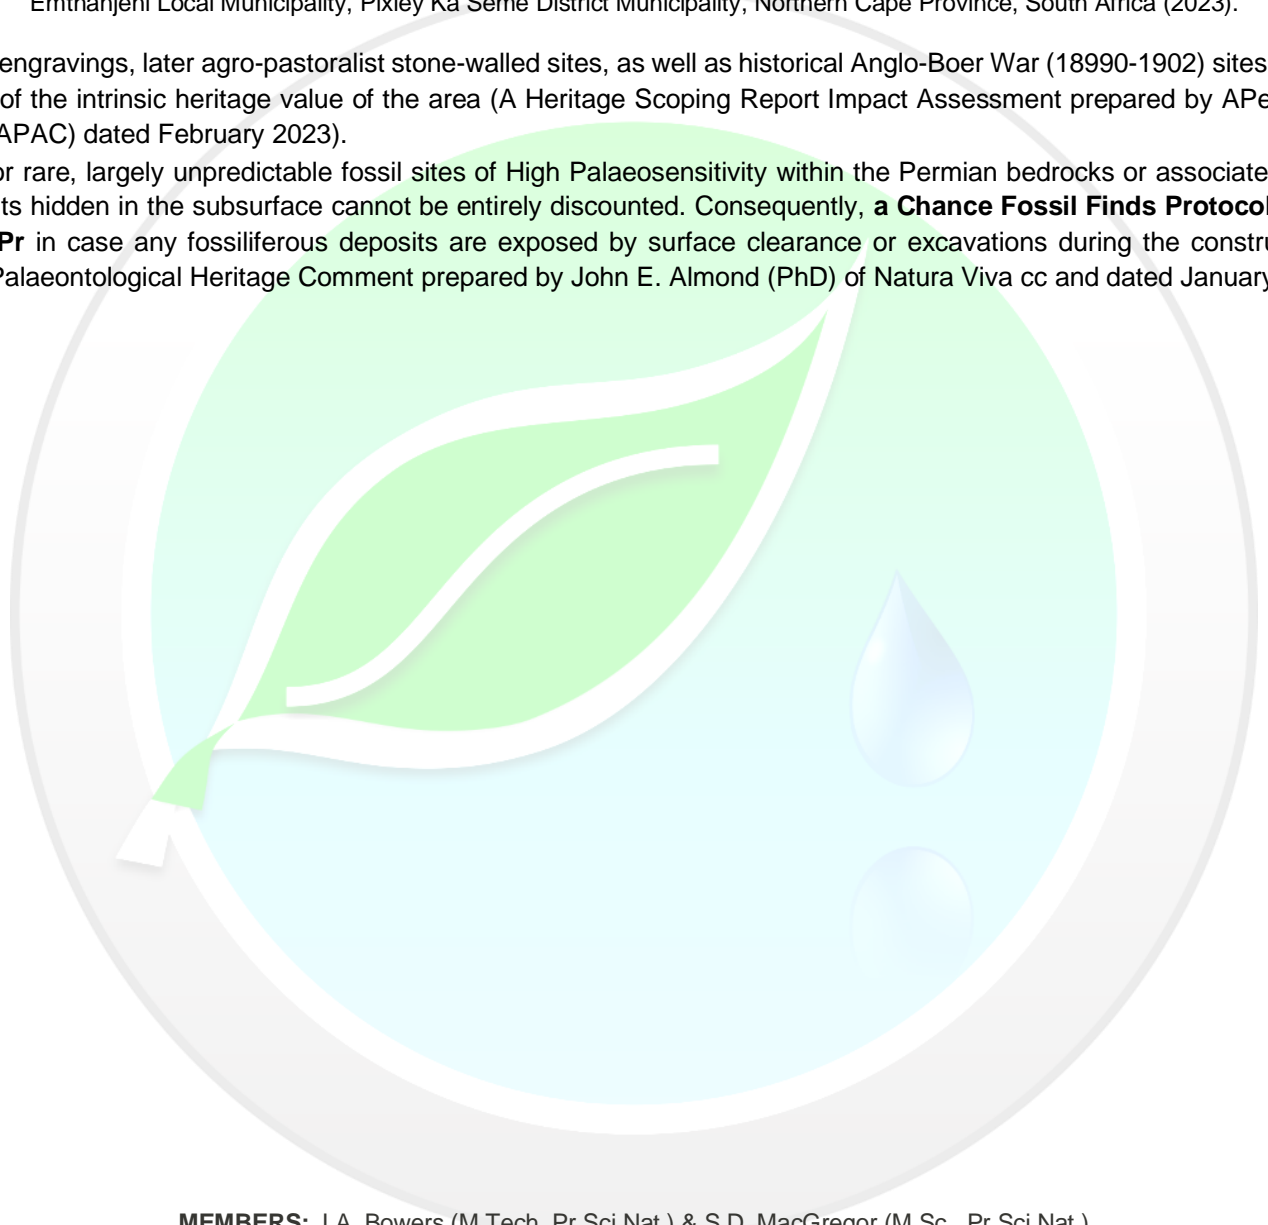 Emthanjeni Local Municipality, Pixley Ka Seme District Municipality, Northern Cape Province, South Africa (2023).
engravings, later agro-pastoralist stone-walled sites, as well as historical Anglo-Boer War (18990-1902) sites
of the intrinsic heritage value of the area (A Heritage Scoping Report Impact Assessment prepared by APe
APAC) dated February 2023).
or rare, largely unpredictable fossil sites of High Palaeosensitivity within the Permian bedrocks or associate
ts hidden in the subsurface cannot be entirely discounted. Consequently, a Chance Fossil Finds Protocol
Pr in case any fossiliferous deposits are exposed by surface clearance or excavations during the constru
Palaeontological Heritage Comment prepared by John E. Almond (PhD) of Natura Viva cc and dated January
MEMBERS: J.A. Bowers (M.Tech. Pr.Sci.Nat.) & S.D. MacGregor (M.Sc., Pr.Sci.Nat.)